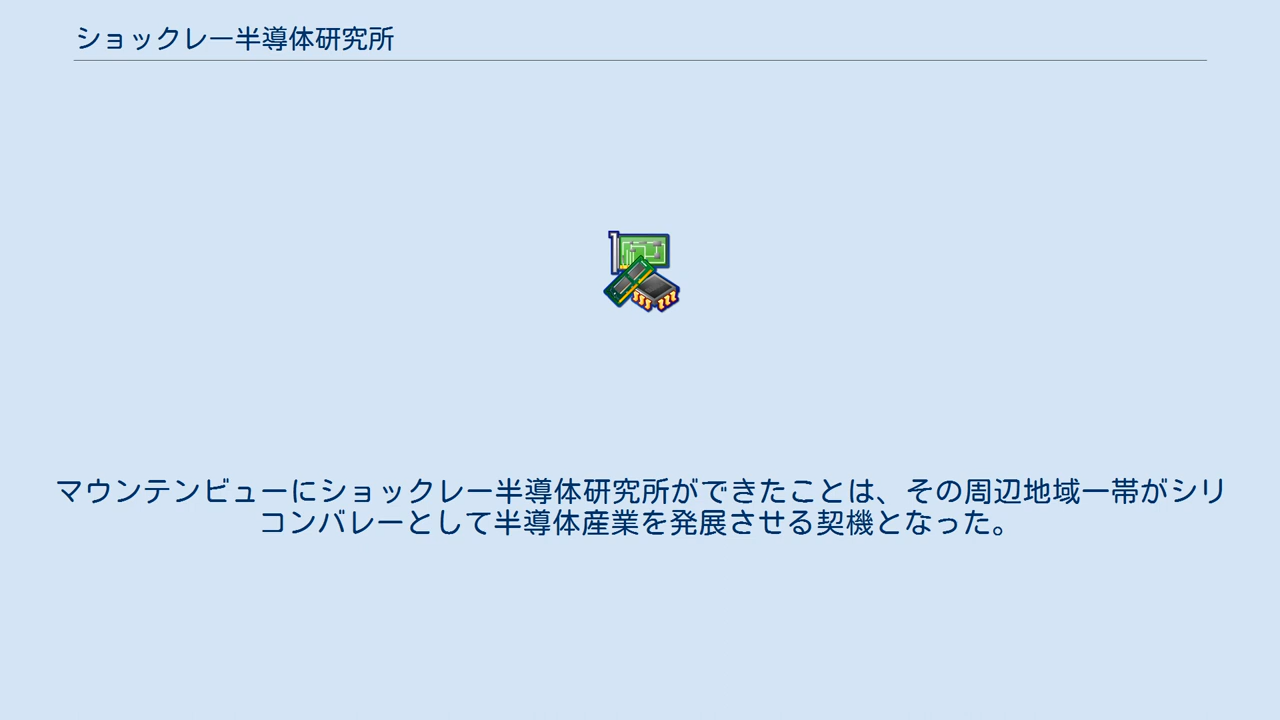 ショックレー半導体研究所
マウンテンビューにショックレー半導体研究所ができたことは、その周辺地域一帯がシリ
コンバレーとして半導体産業を発展させる契機となった。